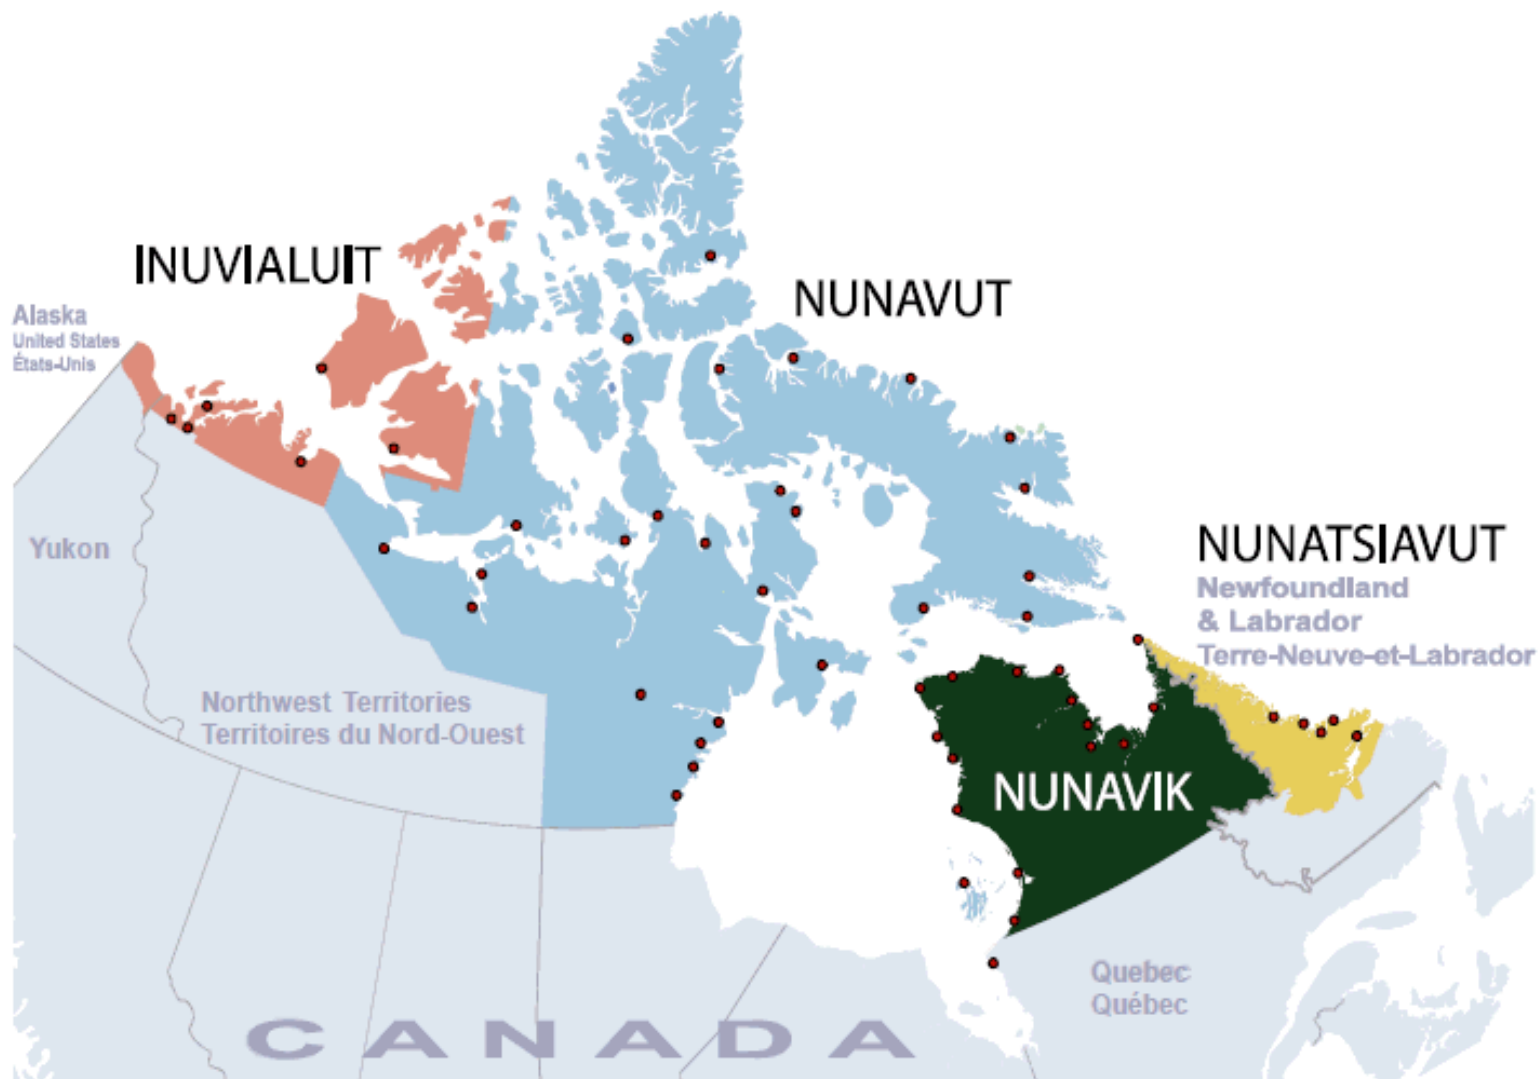 INUVIALUIT
NUNAVUT
Alaska
United States
États-Unis
NUNATSIAVUT
Newfoundland
& Labrador
Terre-Neuve-et-Labrador
Yukon
Northwest Territories
Territoires du Nord-Ouest
NUNAVIK
Quebec
Québec
CANADA